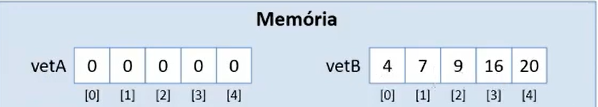 Memória
vetA 0 0 0 0 0 vetB 4 7 9 16 20
[0] [1] [2] [3] [4] [0] [1] [2] [3] [4]